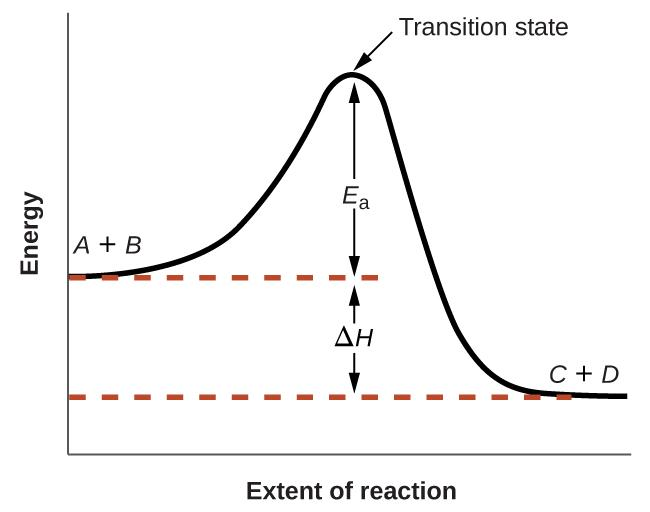 Transition state
Eₐ
A + B
ΔH
C + D
Energy
Extent of reaction